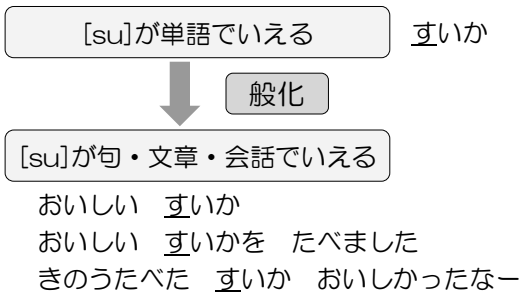 [su]が単語でいえる　すいか
般化
[su]が句・文章・会話でいえる
おいしい　すいか
おいしい　すいかを　たべました
きのうたべた　すいか　おいしかったなー